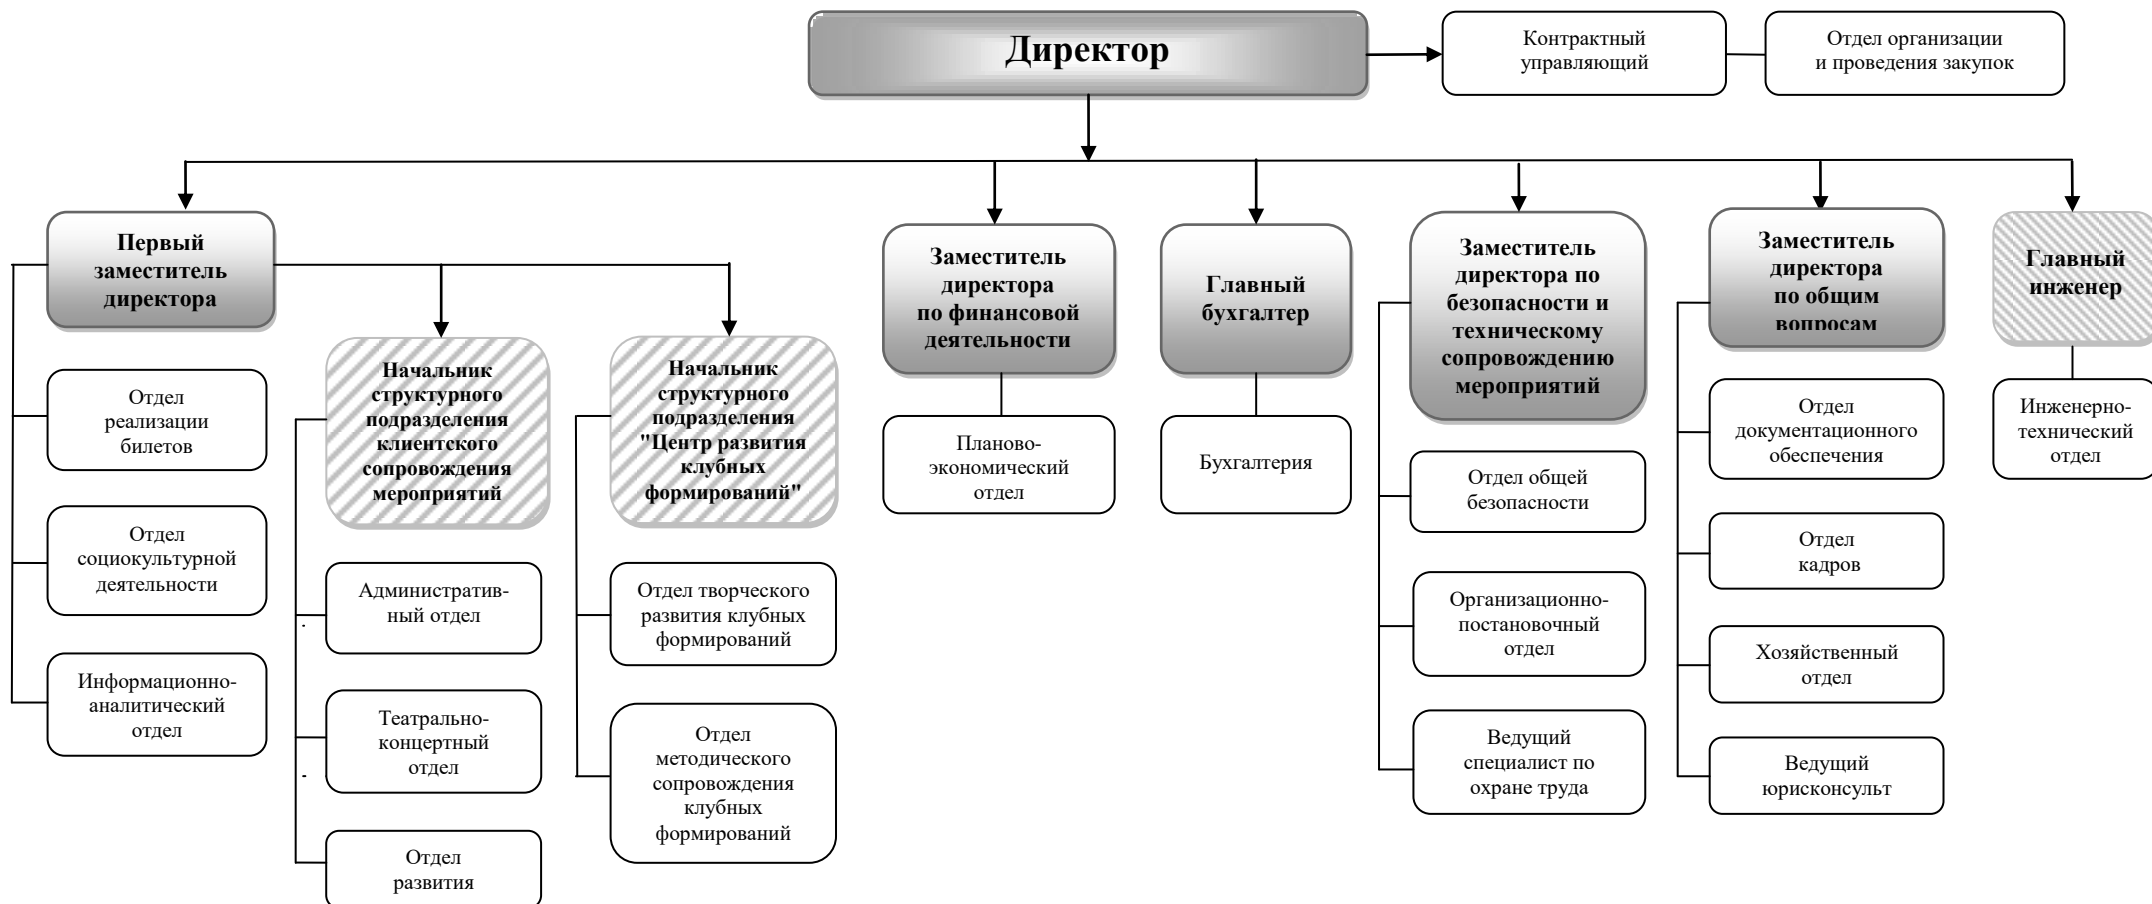 Директор
Контрактный
управляющий
Отдел организации
и проведения закупок
Первый
заместитель
директора
Заместитель
директора
по финансовой
деятельности
Главный
бухгалтер
Заместитель
директора по
безопасности и
техническому
сопровождению
мероприятий
Заместитель
директора
по общим
вопросам
Главный
инженер
Начальник
структурного
подразделения
клиентского
сопровождения
мероприятий
Начальник
структурного
подразделения
"Центр развития
клубных
формирований"
Отдел
реализации
билетов
Отдел
социокультурной
деятельности
Информационно-
аналитический
отдел
Административ-
ный отдел
Театрально-
концертный
отдел
Отдел
развития
Отдел творческого
развития клубных
формирований
Отдел
методического
сопровождения
клубных
формирований
Планово-
экономический
отдел
Бухгалтерия
Отдел общей
безопасности
Организационно-
постановочный
отдел
Ведущий
специалист по
охране труда
Отдел
документационного
обеспечения
Отдел
кадров
Хозяйственный
отдел
Ведущий
юрисконсульт
Инженерно-
технический
отдел